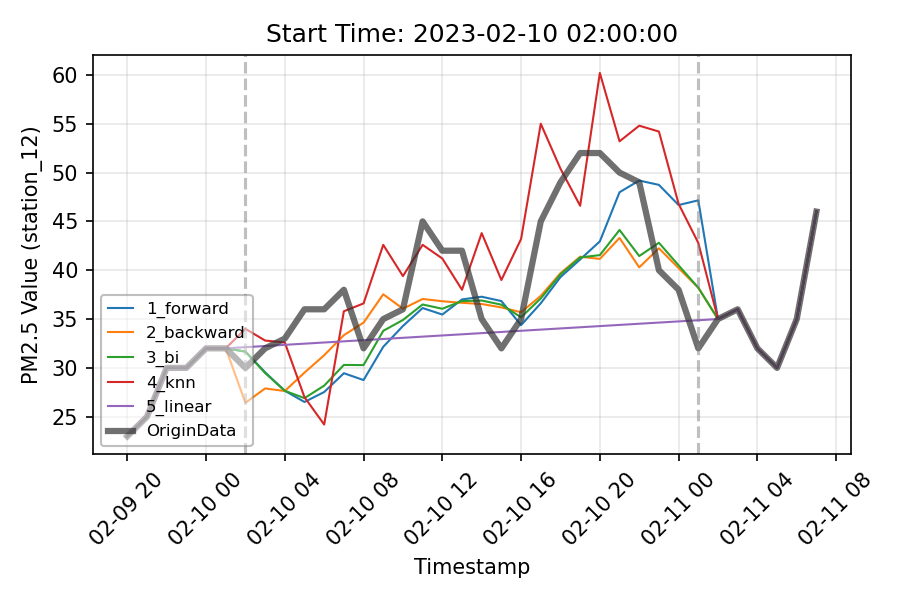 Start Time: 2023-02-10 02:00:00
PM2.5 Value (station_12)
60
55
50
45
40
35
30
25
1_forward
2_backward
3_bi
4_knn
5_linear
OriginData
02-09 20
02-10 00
02-10 04
02-10 08
02-10 12
02-10 16
02-10 20
02-11 00
02-11 04
02-11 08
Timestamp